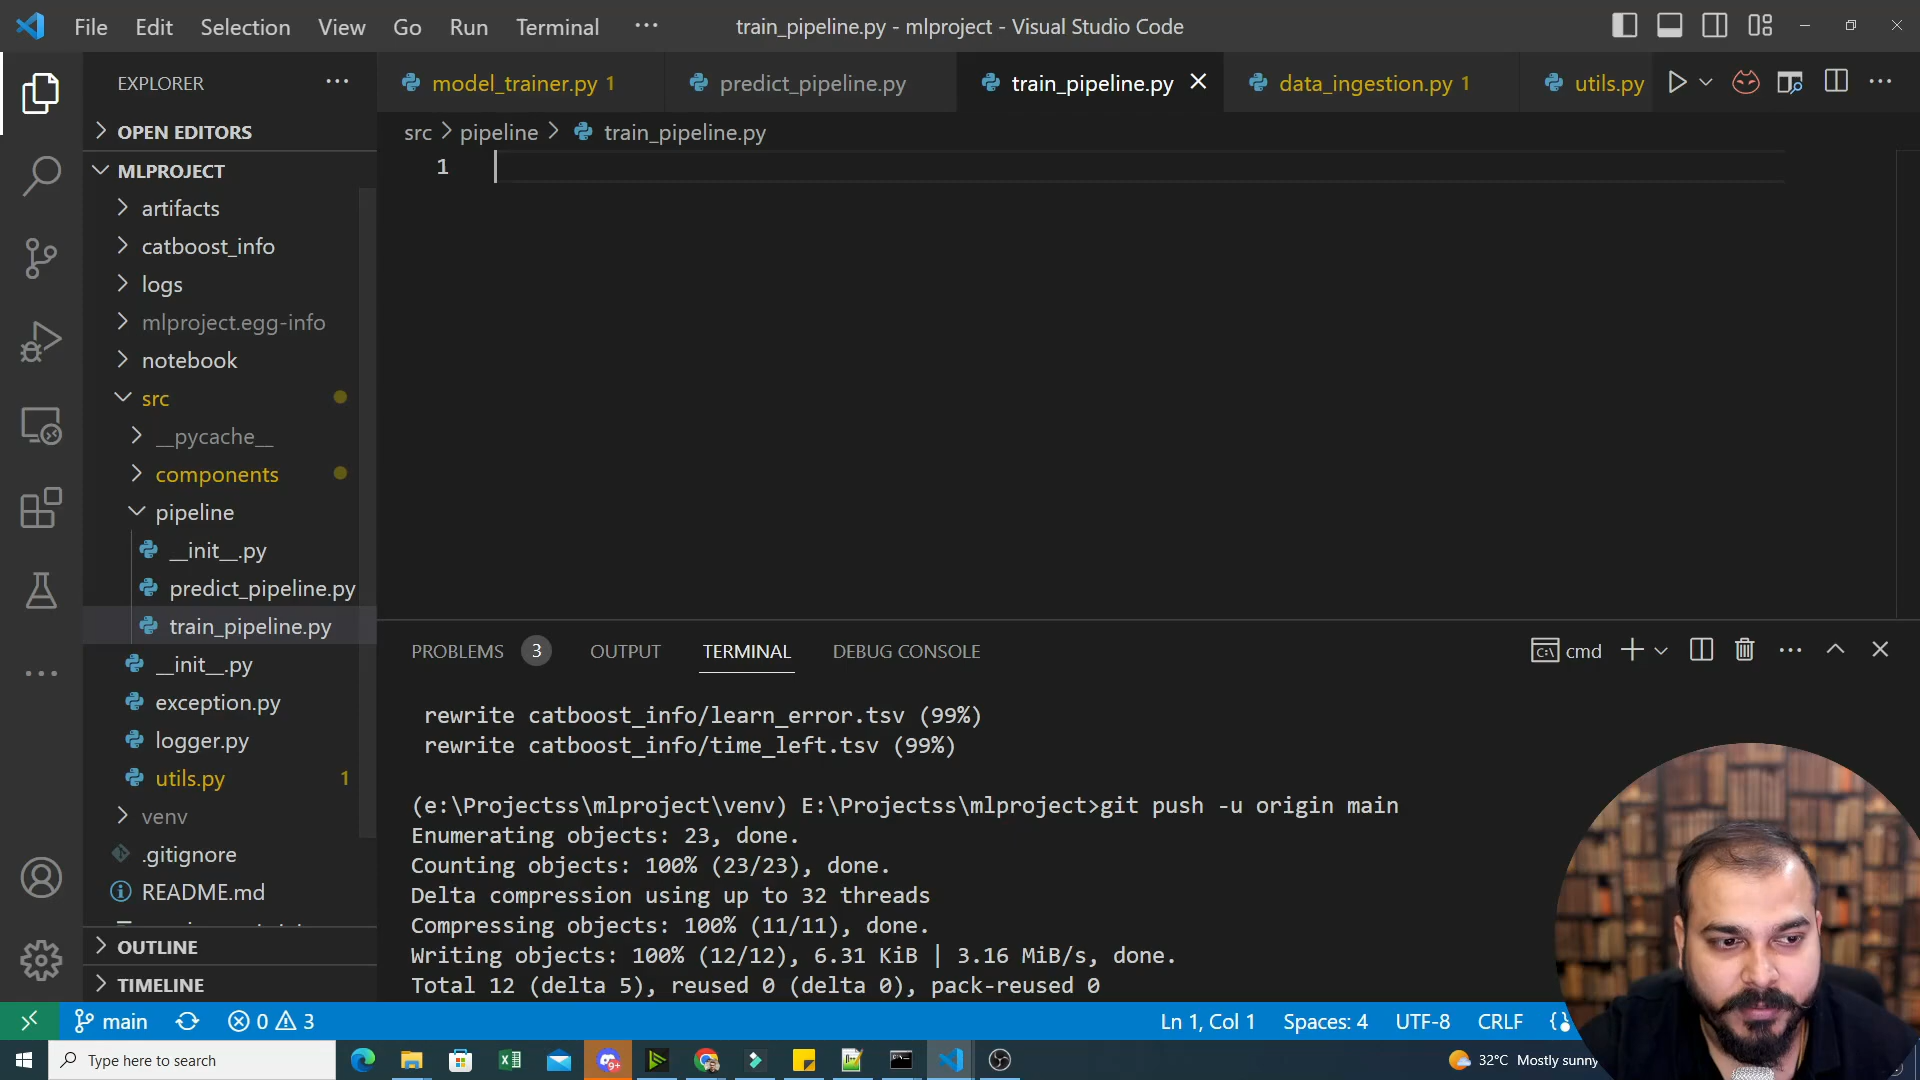 File Edit Selection View Go Run Terminal ··· train_pipeline.py - mlproject - Visual Studio Code
EXPLORER ···
model_trainer.py 1 predict_pipeline.py train_pipeline.py data_ingestion.py 1 utils.py
src > pipeline > train_pipeline.py
1
OPEN EDITORS
MLPROJECT
artifacts
catboost_info
logs
mlproject.egg-info
notebook
src
__pycache__
components
pipeline
__init__.py
predict_pipeline.py
train_pipeline.py
__init__.py
exception.py
logger.py
utils.py 1
venv
.gitignore
README.md
OUTLINE
TIMELINE
PROBLEMS 3 OUTPUT TERMINAL DEBUG CONSOLE cmd
rewrite catboost_info/learn_error.tsv (99%)
rewrite catboost_info/time_left.tsv (99%)
(e:\Projectss\mlproject\venv) E:\Projectss\mlproject>git push -u origin main
Enumerating objects: 23, done.
Counting objects: 100% (23/23), done.
Delta compression using up to 32 threads
Compressing objects: 100% (11/11), done.
Writing objects: 100% (12/12), 6.31 KiB | 3.16 MiB/s, done.
Total 12 (delta 5), reused 0 (delta 0), pack-reused 0
main 0 3 Ln 1, Col 1 Spaces: 4 UTF-8 CRLF
Type here to search 32°C Mostly sunny